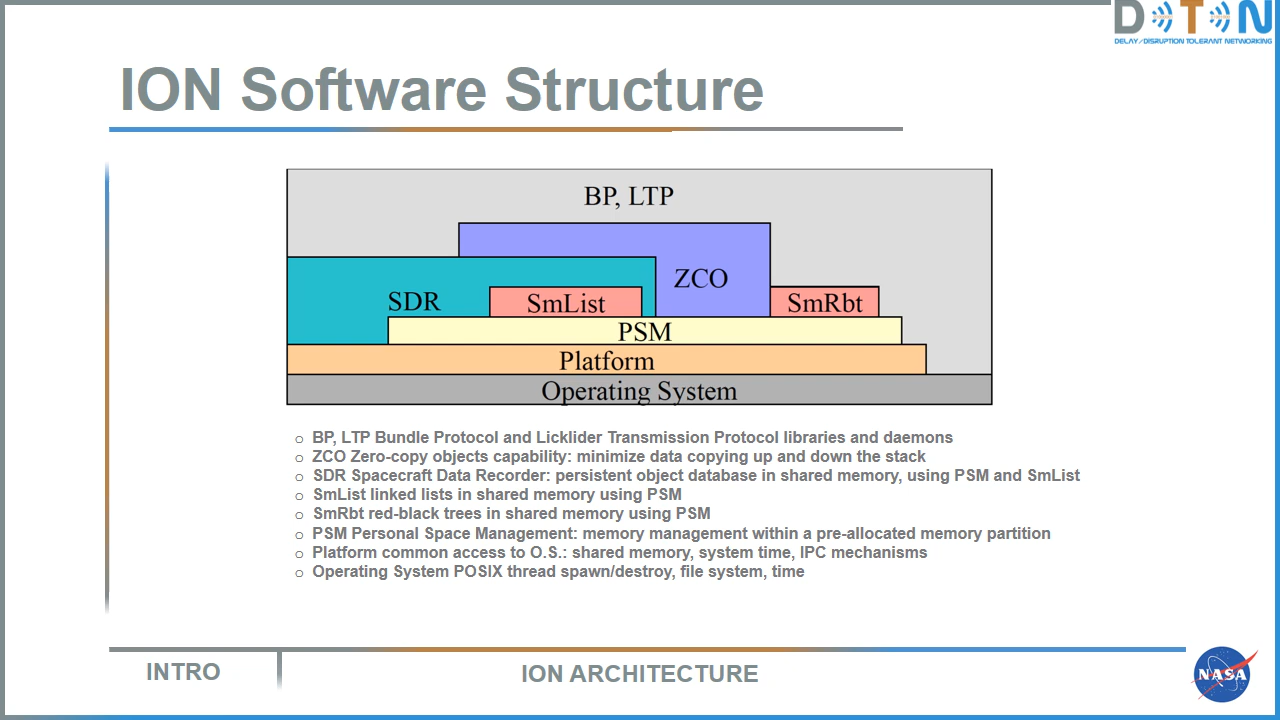 DTN
DELAY/DISRUPTION TOLERANT NETWORKING
ION Software Structure
BP, LTP
ZCO
SDR
SmList
SmRbt
PSM
Platform
Operating System
BP, LTP Bundle Protocol and Licklider Transmission Protocol libraries and daemons
ZCO Zero-copy objects capability: minimize data copying up and down the stack
SDR Spacecraft Data Recorder: persistent object database in shared memory, using PSM and SmList
SmList linked lists in shared memory using PSM
SmRbt red-black trees in shared memory using PSM
PSM Personal Space Management: memory management within a pre-allocated memory partition
Platform common access to O.S.: shared memory, system time, IPC mechanisms
Operating System POSIX thread spawn/destroy, file system, time
INTRO
ION ARCHITECTURE
NASA